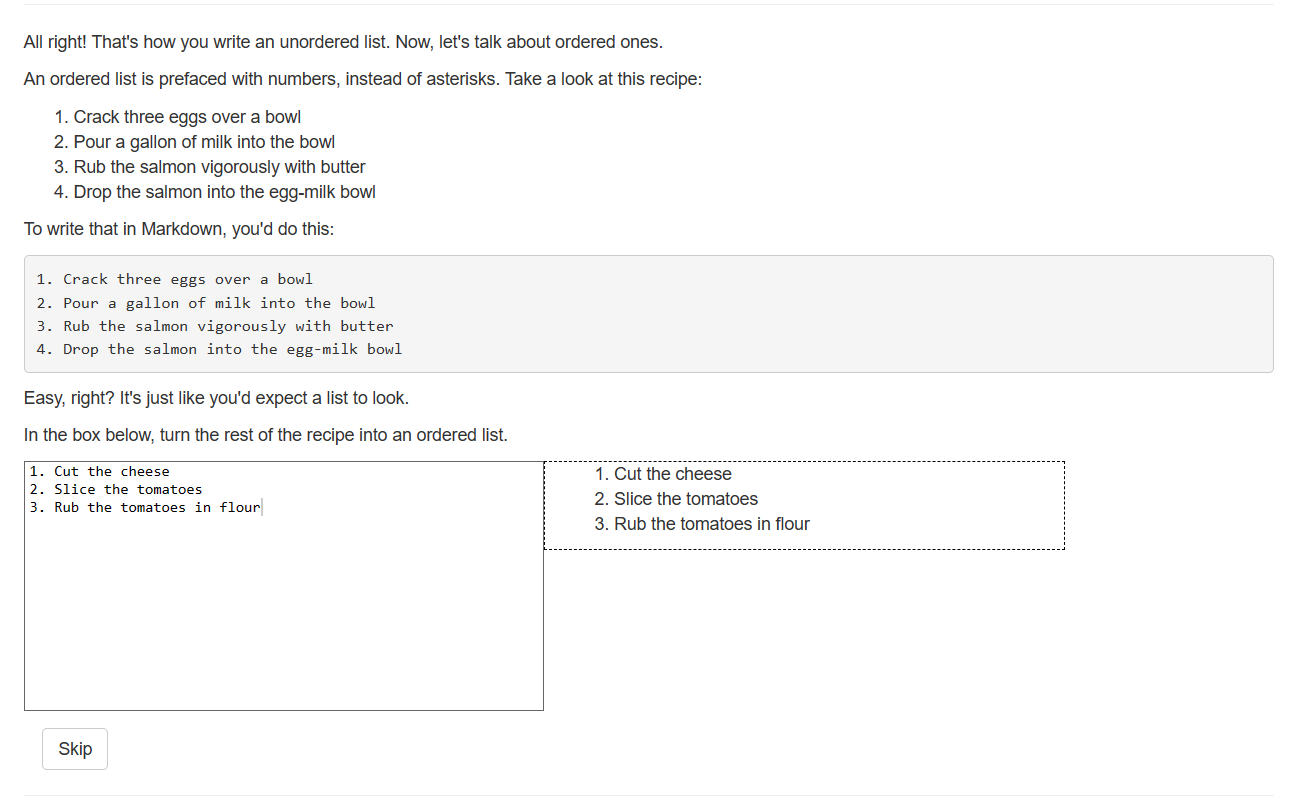 All right! That's how you write an unordered list. Now, let's talk about ordered ones.
An ordered list is prefaced with numbers, instead of asterisks. Take a look at this recipe:
1. Crack three eggs over a bowl
2. Pour a gallon of milk into the bowl
3. Rub the salmon vigorously with butter
4. Drop the salmon into the egg-milk bowl
To write that in Markdown, you'd do this:
1. Crack three eggs over a bowl
2. Pour a gallon of milk into the bowl
3. Rub the salmon vigorously with butter
4. Drop the salmon into the egg-milk bowl
Easy, right? It's just like you'd expect a list to look.
In the box below, turn the rest of the recipe into an ordered list.
1. Cut the cheese
2. Slice the tomatoes
3. Rub the tomatoes in flour
1. Cut the cheese
2. Slice the tomatoes
3. Rub the tomatoes in flour
Skip